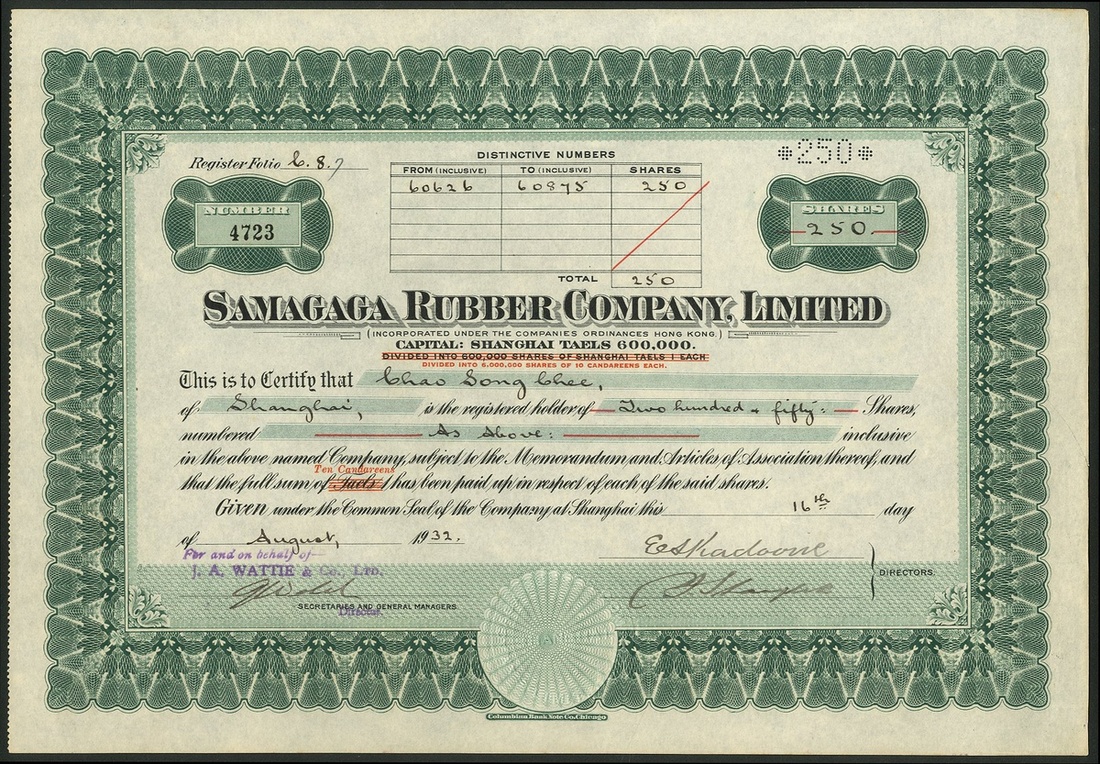 Register Folio 6.8.7
DISTINCTIVE NUMBERS
FROM (INCLUSIVE) TO (INCLUSIVE) SHARES
60626 60875 250
TOTAL 250
*250*
NUMBER
4723
SHARES
250.
SAMAGAGA RUBBER COMPANY, LIMITED
(INCORPORATED UNDER THE COMPANIES ORDINANCES HONG KONG.)
CAPITAL: SHANGHAI TAELS 600,000.
DIVIDED INTO 600,000 SHARES OF SHANGHAI TAELS 1 EACH
DIVIDED INTO 6,000,000 SHARES OF 10 CANDAREENS EACH.
This is to Certify that Chao Song Chee,
of Shanghai, is the registered holder of Two hundred & fifty: Shares,
numbered As above: inclusive
in the above named Company, subject to the Memorandum and Articles of Association thereof, and
Ten Candareens
that the full sum of Taels 1 has been paid up in respect of each of the said shares.
Given under the Common Seal of the Company at Shanghai this 16th day
of August, 1932.
For and on behalf of
J. A. WATTIE & Co., LTD.
E S Kadoorie
DIRECTORS.
SECRETARIES AND GENERAL MANAGERS
Director.
Columbian Bank Note Co. Chicago